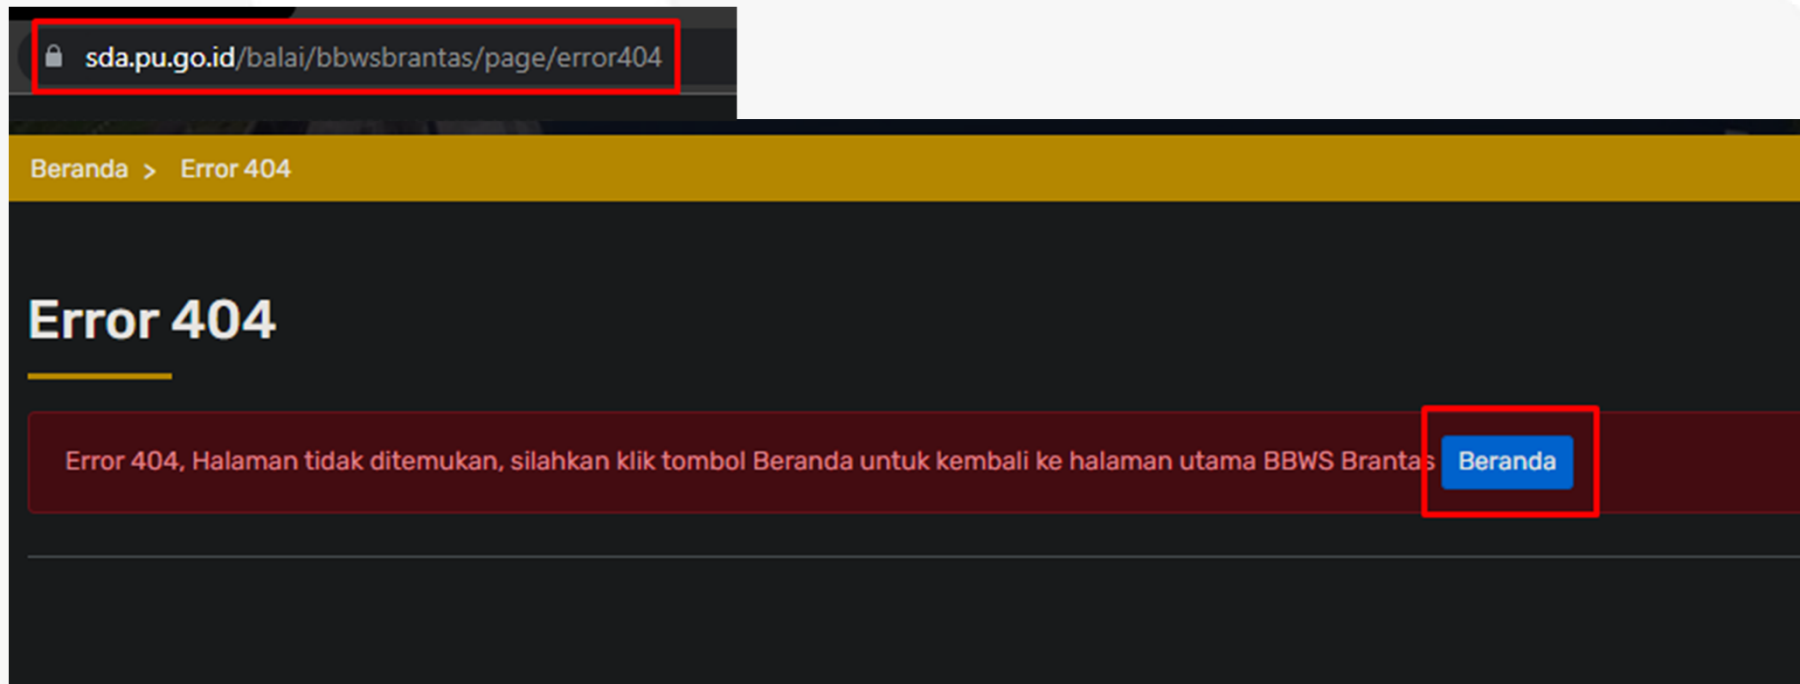 sda.pu.go.id/balai/bbwsbrantas/page/error404
Beranda > Error 404
Error 404
Error 404, Halaman tidak ditemukan, silahkan klik tombol Beranda untuk kembali ke halaman utama BBWS Brantas Beranda